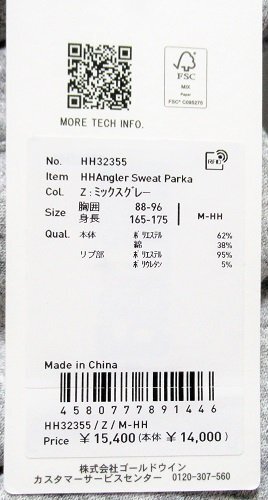 FSC
MIX
Paper
FSC® C095275
MORE TECH INFO.
No. HH32355
RFID
Item HHAngler Sweat Parka
Col. Z：ミックスグレー
Size 胸囲 88-96
身長 165-175 M-HH
Qual. 本体 ポリエステル 62%
綿 38%
リブ部 ポリエステル 95%
ポリウレタン 5%
Made in China
4580777891446
HH32355/Z/M-HH
Price ￥15,400(本体￥14,000)
株式会社ゴールドウイン
カスタマーサービスセンター 0120-307-560